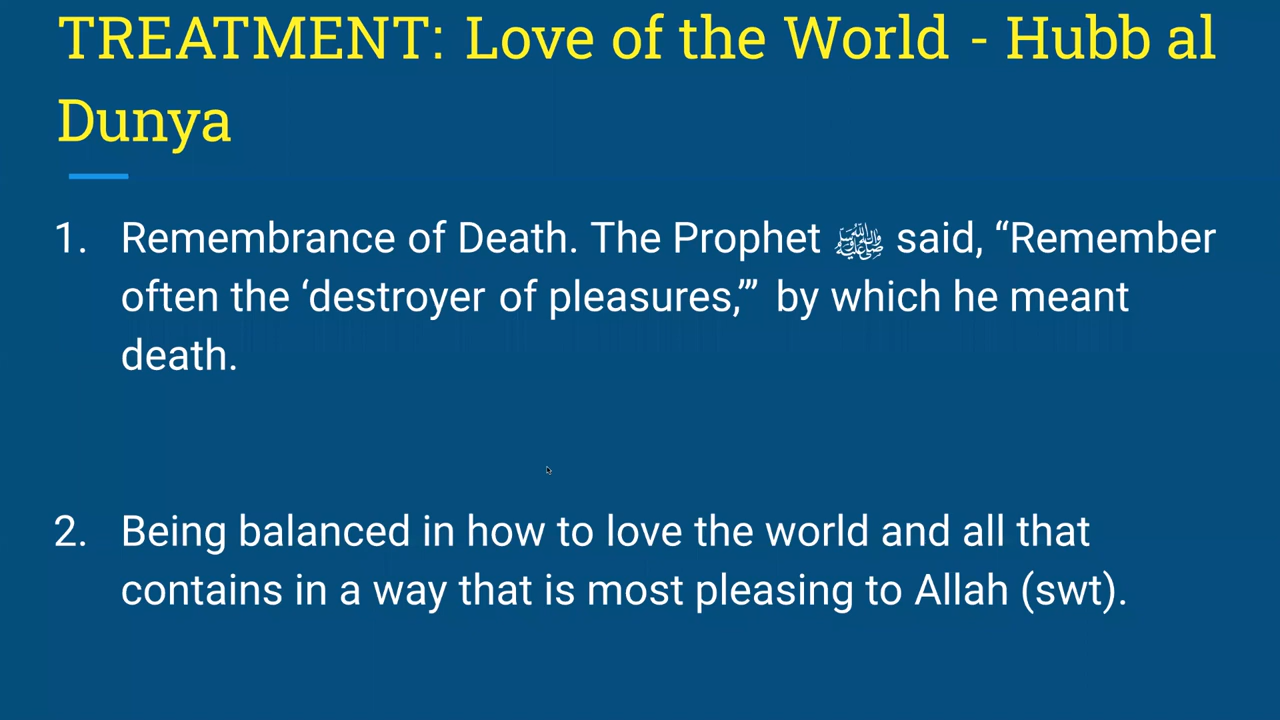 TREATMENT: Love of the World - Hubb al
Dunya
1. Remembrance of Death. The Prophet ﷺ said, “Remember
often the ‘destroyer of pleasures,’” by which he meant
death.
2. Being balanced in how to love the world and all that
contains in a way that is most pleasing to Allah (swt).